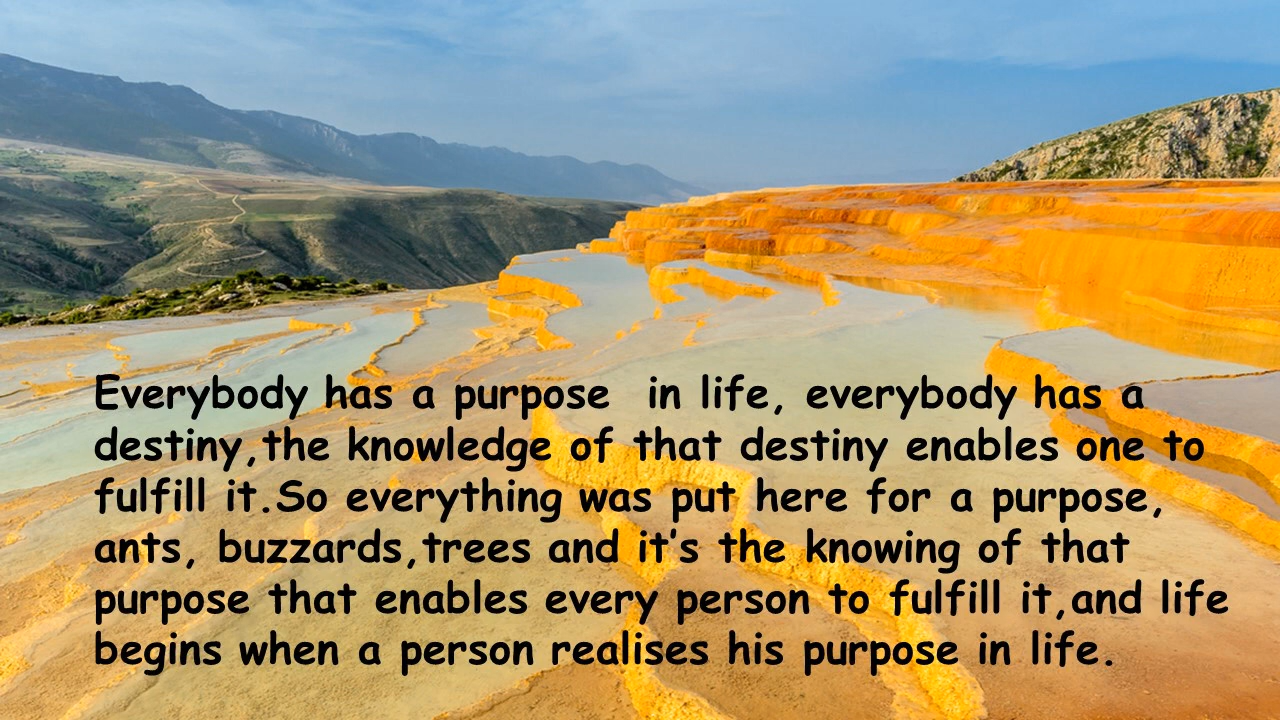 Everybody has a purpose  in life, everybody has a
destiny,the knowledge of that destiny enables one to
fulfill it.So everything was put here for a purpose,
ants, buzzards,trees and it's the knowing of that
purpose that enables every person to fulfill it,and life
begins when a person realises his purpose in life.